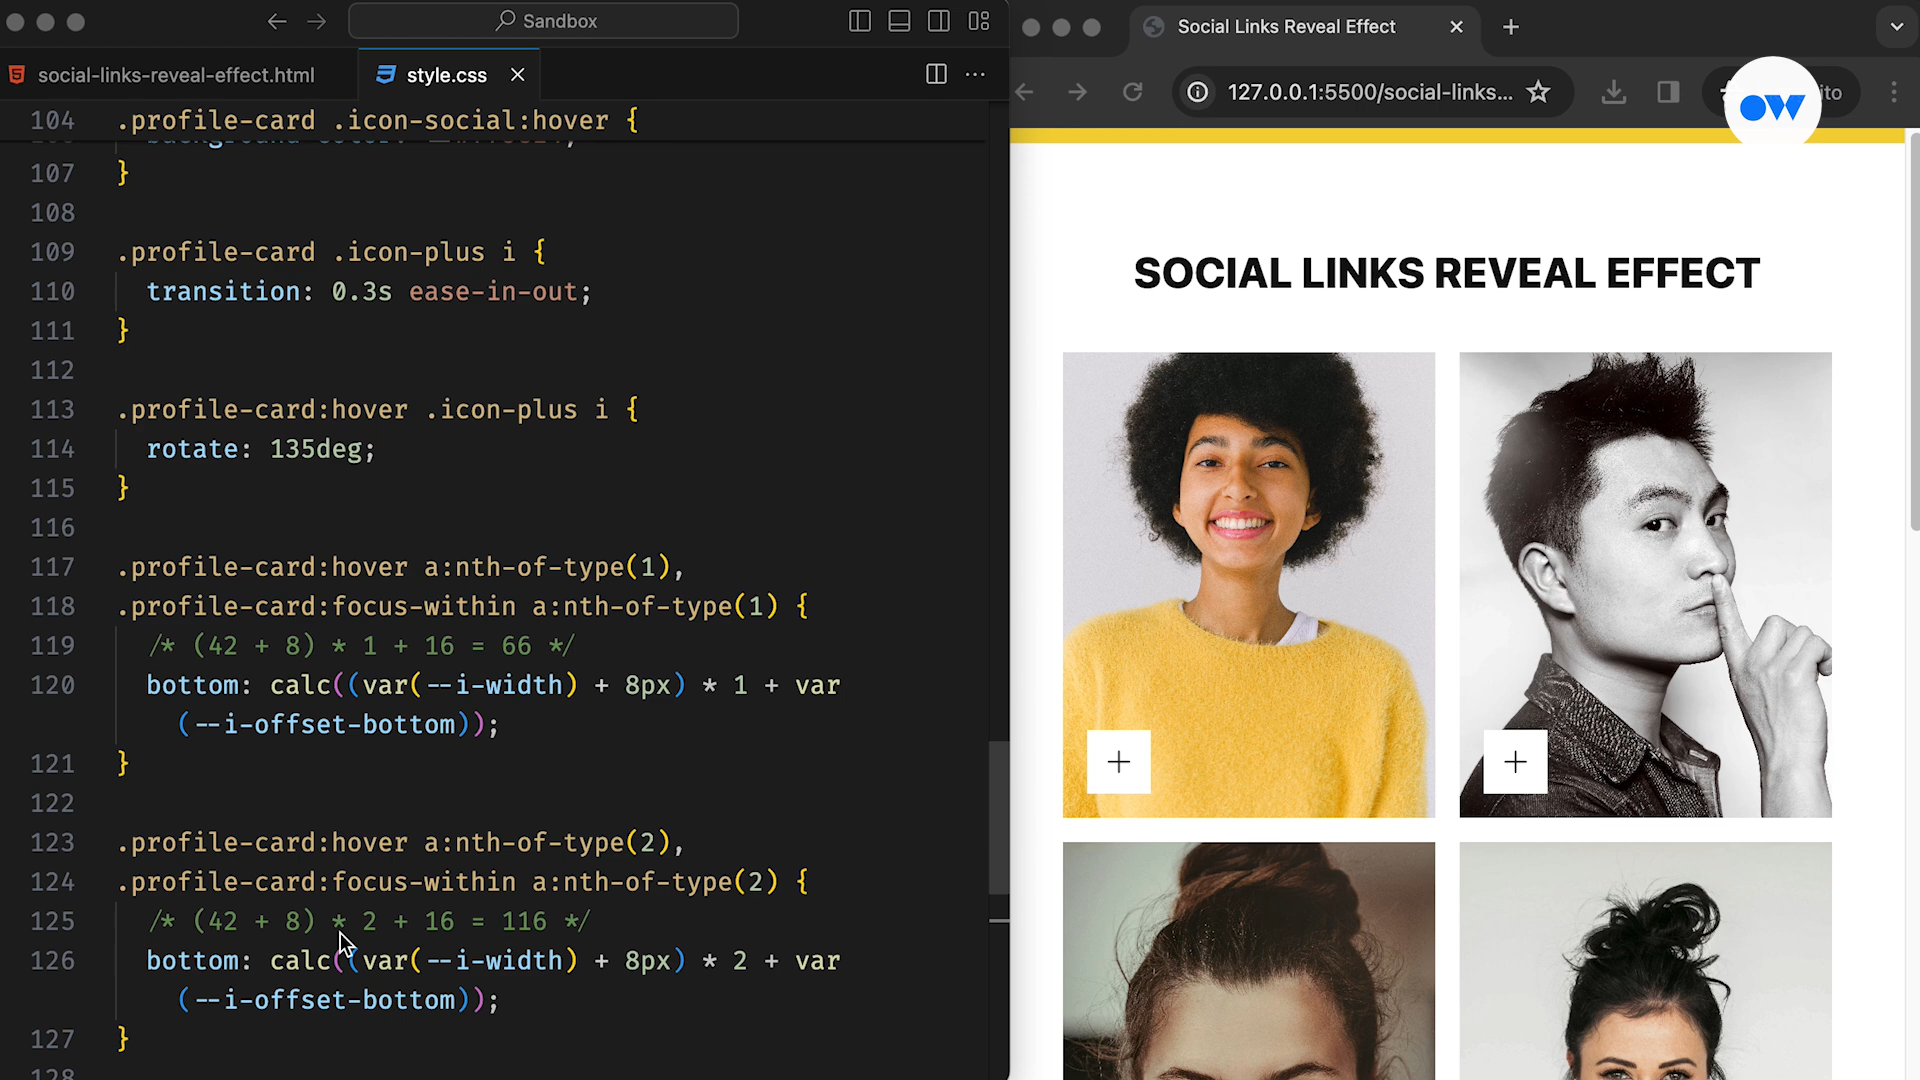 Sandbox
social-links-reveal-effect.html
style.css
104 .profile-card .icon-social:hover {
107 }
108
109 .profile-card .icon-plus i {
110 transition: 0.3s ease-in-out;
111 }
112
113 .profile-card:hover .icon-plus i {
114 rotate: 135deg;
115 }
116
117 .profile-card:hover a:nth-of-type(1),
118 .profile-card:focus-within a:nth-of-type(1) {
119 /* (42 + 8) * 1 + 16 = 66 */
120 bottom: calc((var(--i-width) + 8px) * 1 + var
(--i-offset-bottom));
121 }
122
123 .profile-card:hover a:nth-of-type(2),
124 .profile-card:focus-within a:nth-of-type(2) {
125 /* (42 + 8) * 2 + 16 = 116 */
126 bottom: calc((var(--i-width) + 8px) * 2 + var
(--i-offset-bottom));
127 }
128
Social Links Reveal Effect
127.0.0.1:5500/social-links...
OW
SOCIAL LINKS REVEAL EFFECT